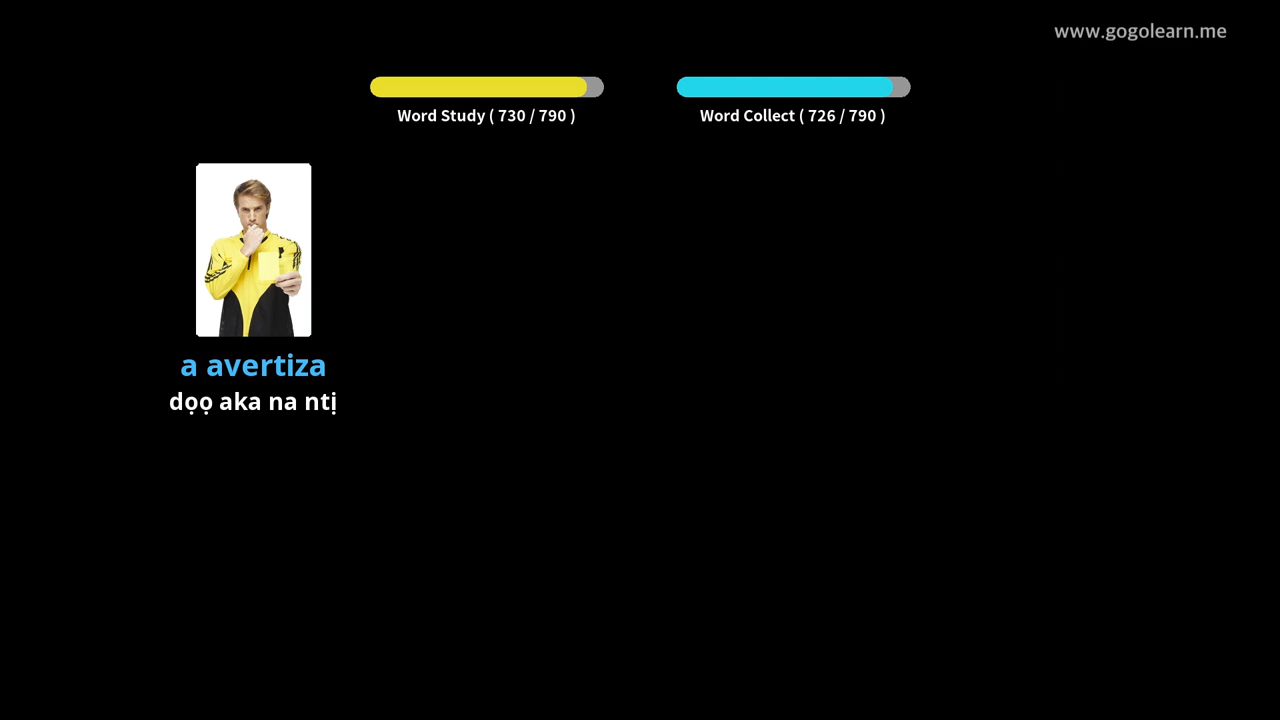 www.gogolearn.me
Word Study ( 730 / 790 )
Word Collect ( 726 / 790 )
a avertiza
dọọ aka na ntị